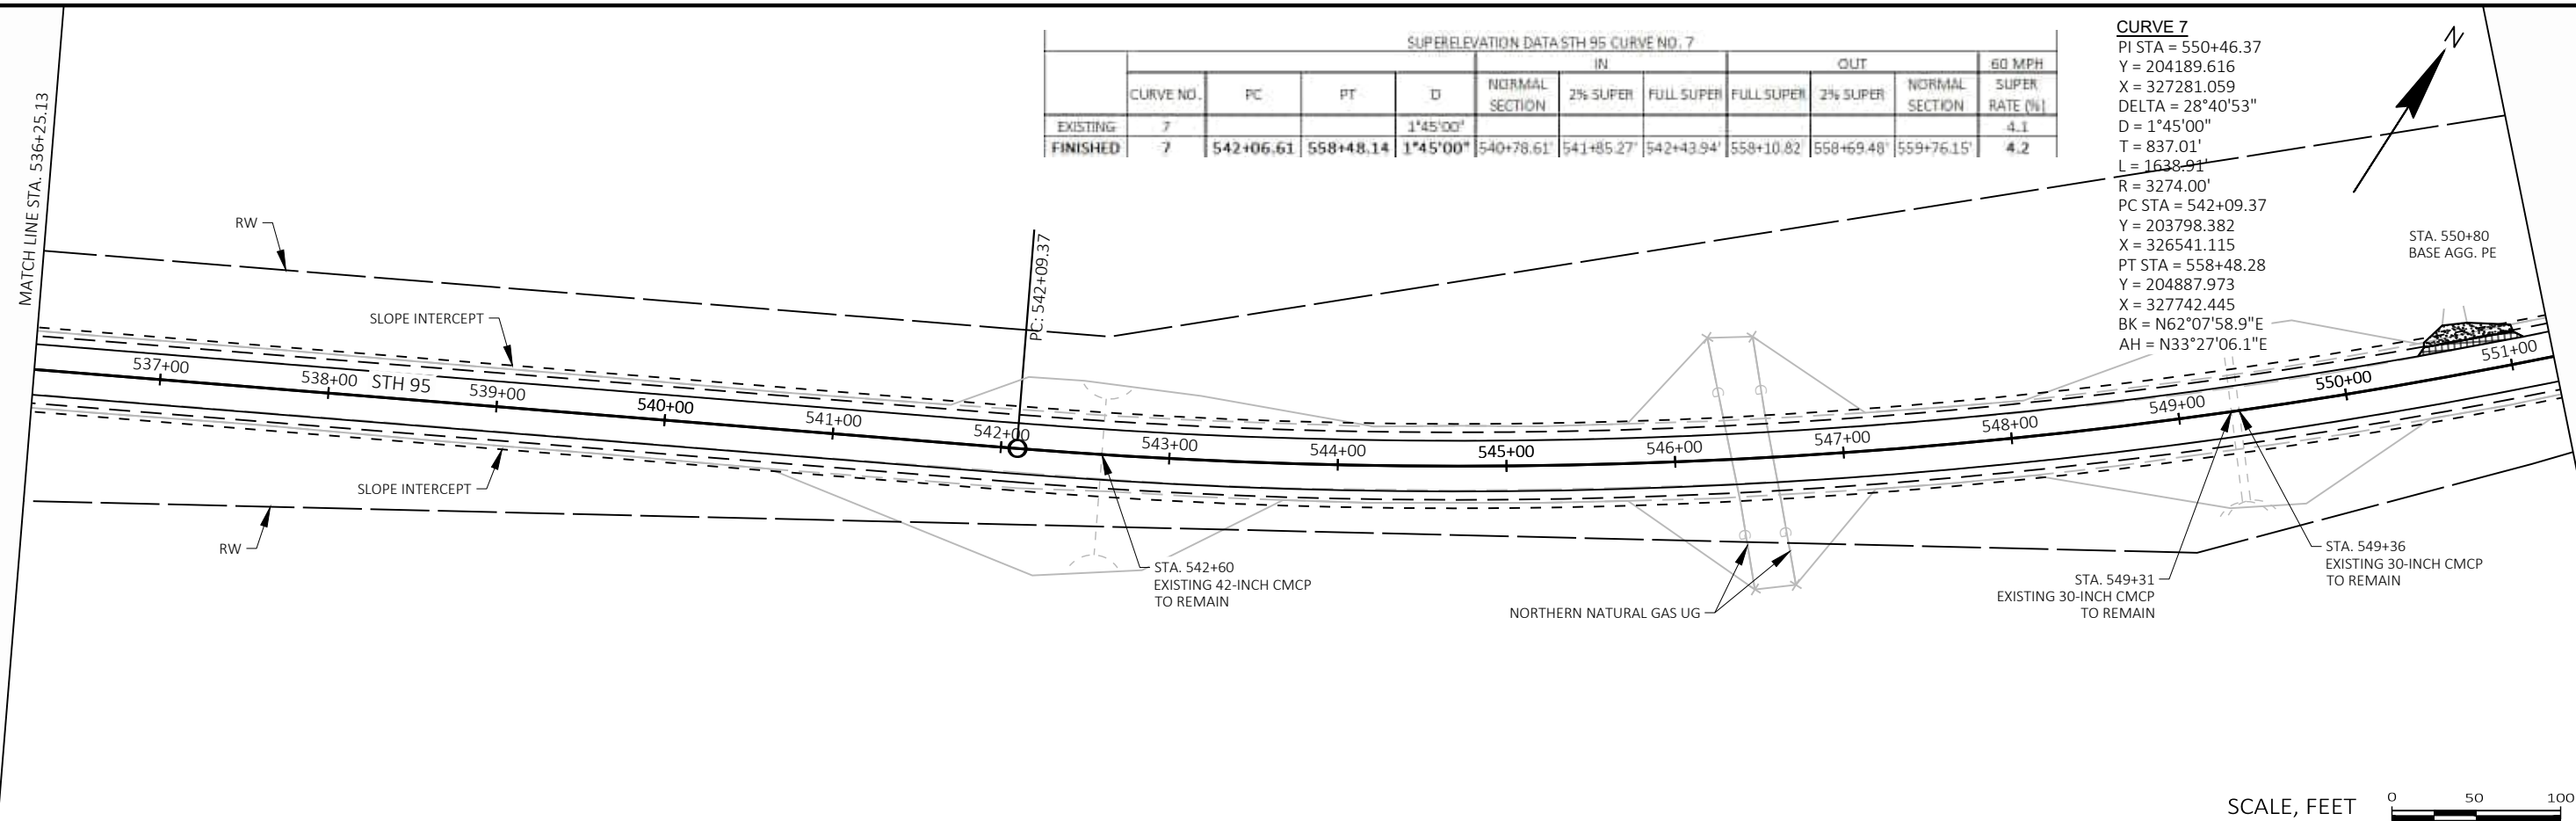 SUPERELEVATION DATA STH 95 CURVE NO. 7
IN OUT 60 MPH
CURVE NO. PC PT D NORMAL SECTION 2% SUPER FULL SUPER FULL SUPER 2% SUPER NORMAL SECTION SUPER RATE (%)
EXISTING 7 1°45'00" 4.1
FINISHED 7 542+06.61 558+48.14 1°45'00" 540+78.61' 541+85.27' 542+43.94' 558+10.82' 558+69.48' 559+76.15' 4.2
CURVE 7
PI STA = 550+46.37
Y = 204189.616
X = 327281.059
DELTA = 28°40'53"
D = 1°45'00"
T = 837.01'
L = 1638.91'
R = 3274.00'
PC STA = 542+09.37
Y = 203798.382
X = 326541.115
PT STA = 558+48.28
Y = 204887.973
X = 327742.445
BK = N62°07'58.9"E
AH = N33°27'06.1"E
N
STA. 550+80
BASE AGG. PE
MATCH LINE STA. 536+25.13
RW
SLOPE INTERCEPT
PC: 542+09.37
537+00
538+00
STH 95
539+00
540+00
541+00
542+00
543+00
544+00
545+00
546+00
547+00
548+00
549+00
550+00
551+00
G
G
G
G
SLOPE INTERCEPT
RW
STA. 542+60
EXISTING 42-INCH CMCP
TO REMAIN
NORTHERN NATURAL GAS UG
STA. 549+31
EXISTING 30-INCH CMCP
TO REMAIN
STA. 549+36
EXISTING 30-INCH CMCP
TO REMAIN
SCALE, FEET
0 50 100